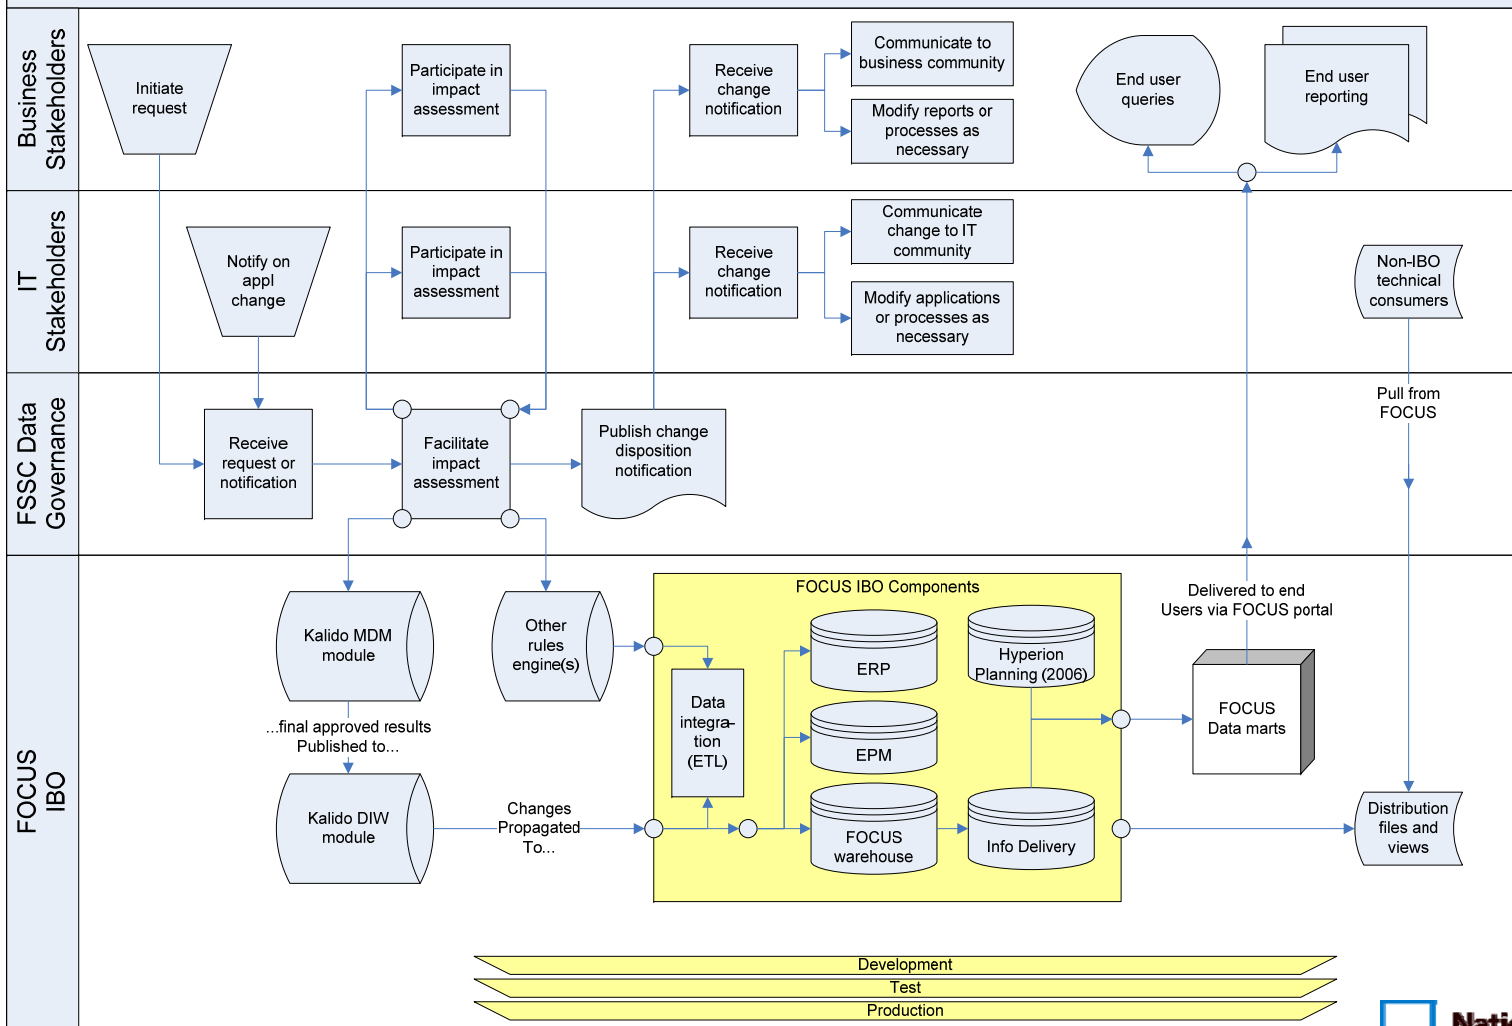 Business
Stakeholders
Initiate
request
Participate in
impact
assessment
Receive
change
notification
Communicate to
business community
Modify reports or
processes as
necessary
End user
queries
End user
reporting
IT
Stakeholders
Notify on
appl
change
Participate in
impact
assessment
Receive
change
notification
Communicate
change to IT
community
Modify applications
or processes as
necessary
Non-IBO
technical
consumers
FSSC Data
Governance
Receive
request or
notification
Facilitate
impact
assessment
Publish change
disposition
notification
Pull from
FOCUS
FOCUS
IBO
Kalido MDM
module
Other
rules
engine(s)
FOCUS IBO Components
Data
integra-
tion
(ETL)
ERP
Hyperion
Planning (2006)
EPM
FOCUS
warehouse
Info Delivery
Delivered to end
Users via FOCUS portal
FOCUS
Data marts
...final approved results
Published to...
Kalido DIW
module
Changes
Propagated
To...
Distribution
files and
views
Development
Test
Production